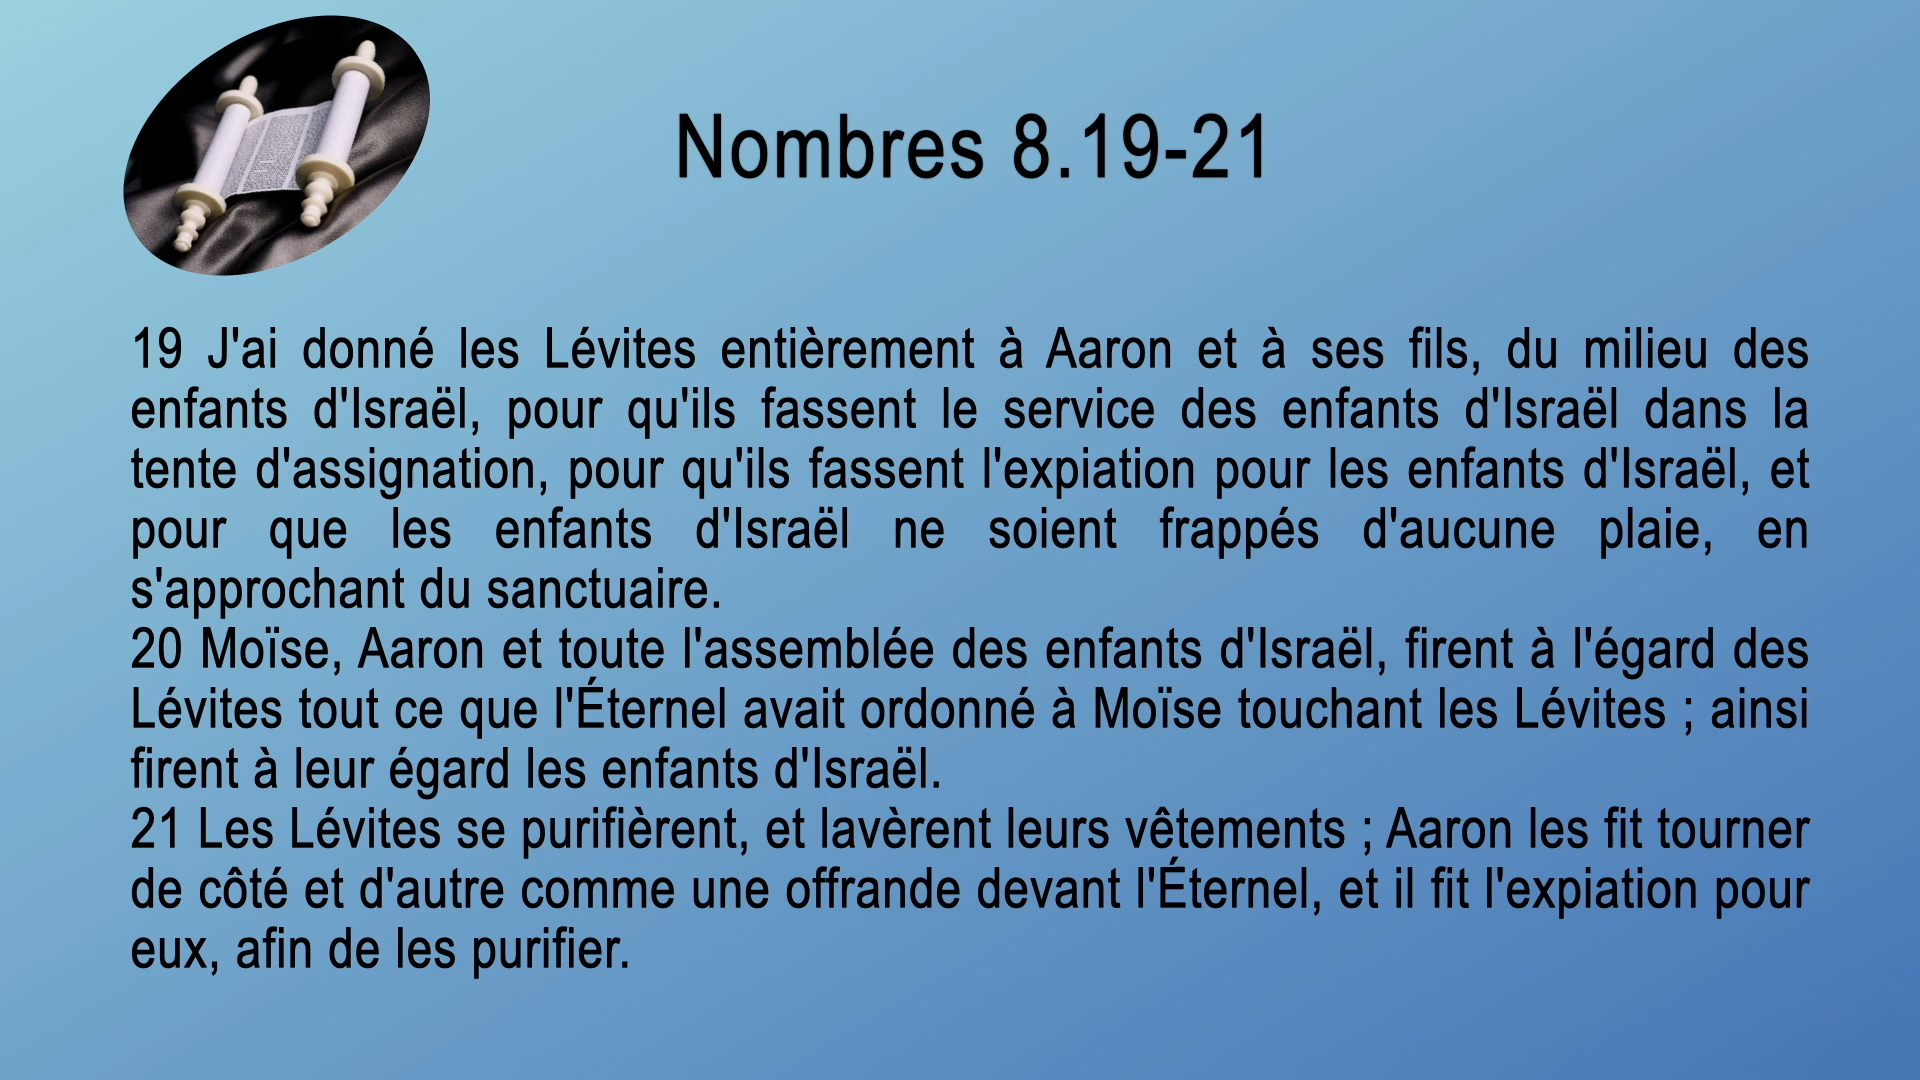 Nombres 8.19-21
19 J'ai donné les Lévites entièrement à Aaron et à ses fils, du milieu des
enfants d'Israël, pour qu'ils fassent le service des enfants d'Israël dans la
tente d'assignation, pour qu'ils fassent l'expiation pour les enfants d'Israël, et
pour que les enfants d'Israël ne soient frappés d'aucune plaie, en
s'approchant du sanctuaire.
20 Moïse, Aaron et toute l'assemblée des enfants d'Israël, firent à l'égard des
Lévites tout ce que l'Éternel avait ordonné à Moïse touchant les Lévites ; ainsi
firent à leur égard les enfants d'Israël.
21 Les Lévites se purifièrent, et lavèrent leurs vêtements ; Aaron les fit tourner
de côté et d'autre comme une offrande devant l'Éternel, et il fit l'expiation pour
eux, afin de les purifier.